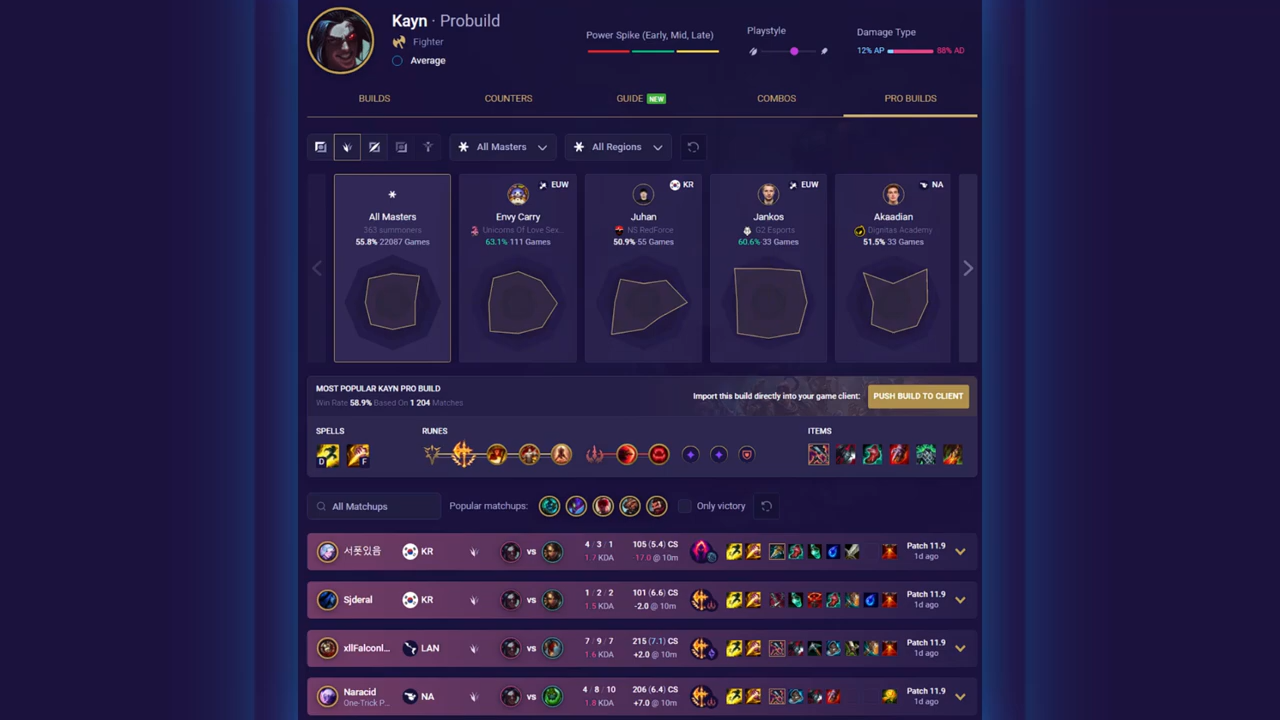 Kayn · Probuild
Fighter
Average
Power Spike (Early, Mid, Late)
Playstyle
Damage Type
12% AP
88% AD
BUILDS
COUNTERS
GUIDE NEW
COMBOS
PRO BUILDS
All Masters
All Regions
All Masters
363 summoners
55.8% 22087 Games
EUW
Envy Carry
Unicorns Of Love Sex...
63.1% 111 Games
KR
Juhan
NS RedForce
50.9% 55 Games
EUW
Jankos
G2 Esports
60.6% 33 Games
NA
Akaadian
Dignitas Academy
51.5% 33 Games
MOST POPULAR KAYN PRO BUILD
Win Rate 58.9% Based On 1 204 Matches
Import this build directly into your game client:
PUSH BUILD TO CLIENT
SPELLS
RUNES
ITEMS
D
F
All Matchups
Popular matchups:
Only victory
서폿있음 KR vs 4 / 3 / 1 105 (5.4) CS Patch 11.9
1.7 KDA 17.0 @ 10m 1d ago
Sjderal KR vs 1 / 2 / 2 101 (6.6) CS Patch 11.9
1.5 KDA -2.0 @ 10m 1d ago
xllFalconl... LAN vs 7 / 9 / 7 215 (7.1) CS Patch 11.9
1.6 KDA +2.0 @ 10m 1d ago
Naracid NA vs 4 / 8 / 10 206 (6.4) CS Patch 11.9
One-Trick P... 1.8 KDA +7.0 @ 10m 1d ago